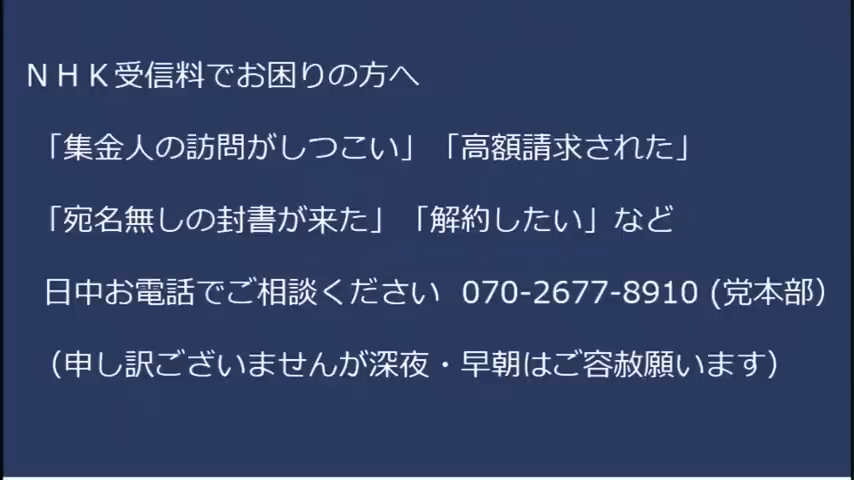 ＮＨＫ受信料でお困りの方へ
「集金人の訪問がしつこい」「高額請求された」
「宛名無しの封書が来た」「解約したい」など
日中お電話でご相談ください 070-2677-8910 (党本部）
（申し訳ございませんが深夜・早朝はご容赦願います）